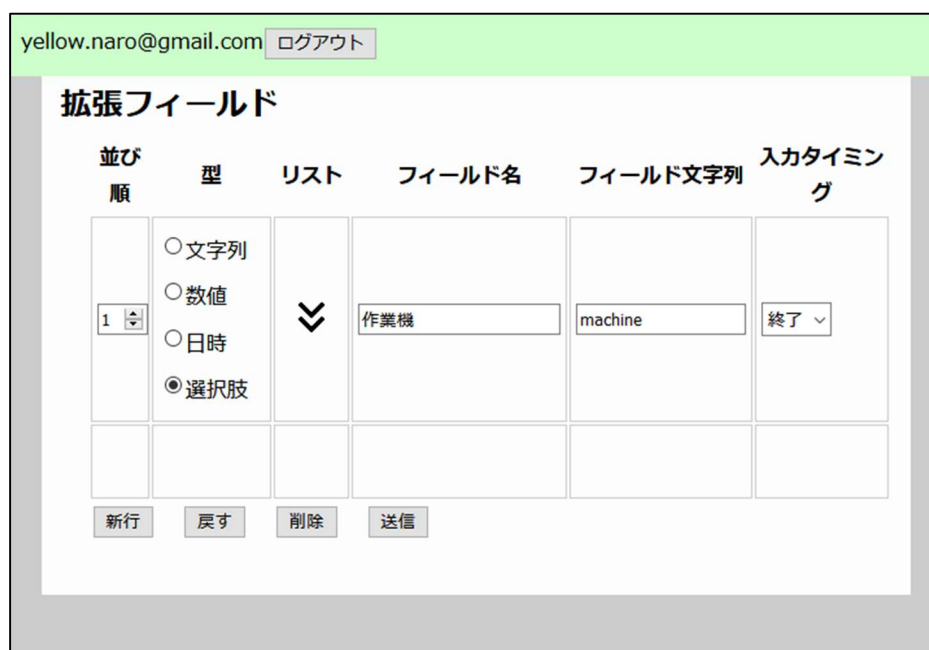 yellow.naro@gmail.com ログアウト
拡張フィールド
並び順 型 リスト フィールド名 フィールド文字列 入力タイミング
文字列
数値
日時
選択肢
1 作業機 machine 終了
新行 戻す 削除 送信